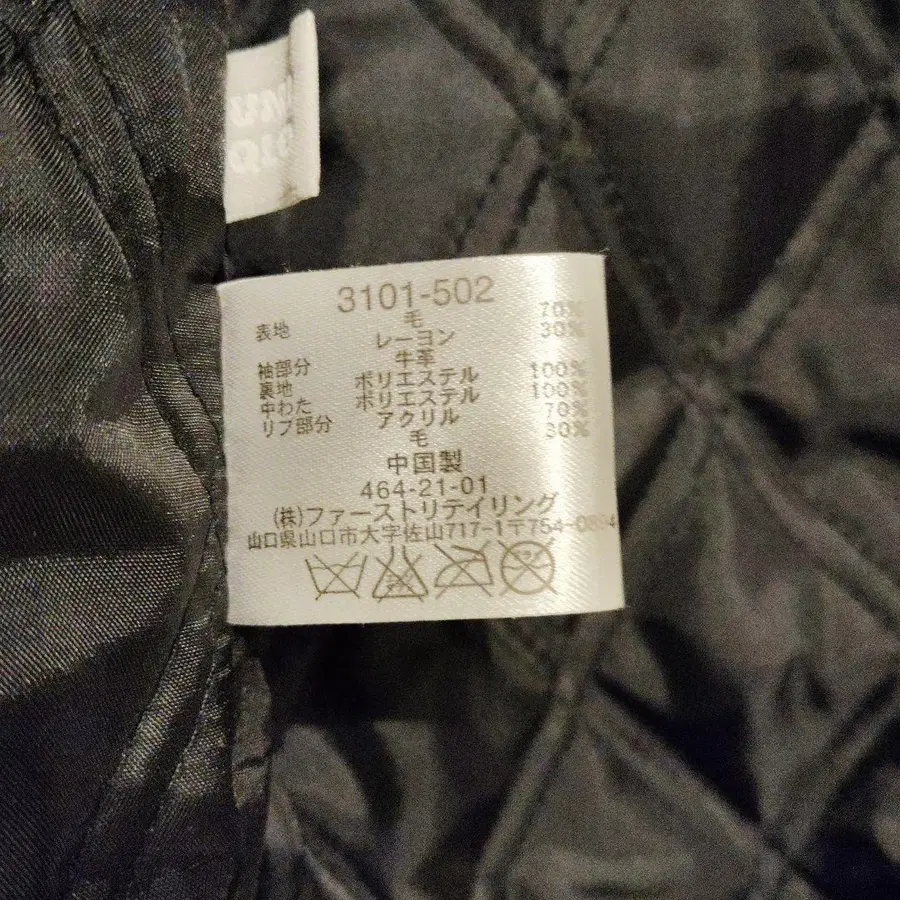 UNI
QLO
3101-502
表地 毛 70%
レーヨン 30%
袖部分 牛革
裏地 ポリエステル 100%
中わた ポリエステル 100%
リブ部分 アクリル 70%
毛 30%
中国製
464-21-01
(株)ファーストリテイリング
山口県山口市大字佐山717-1〒754-0894